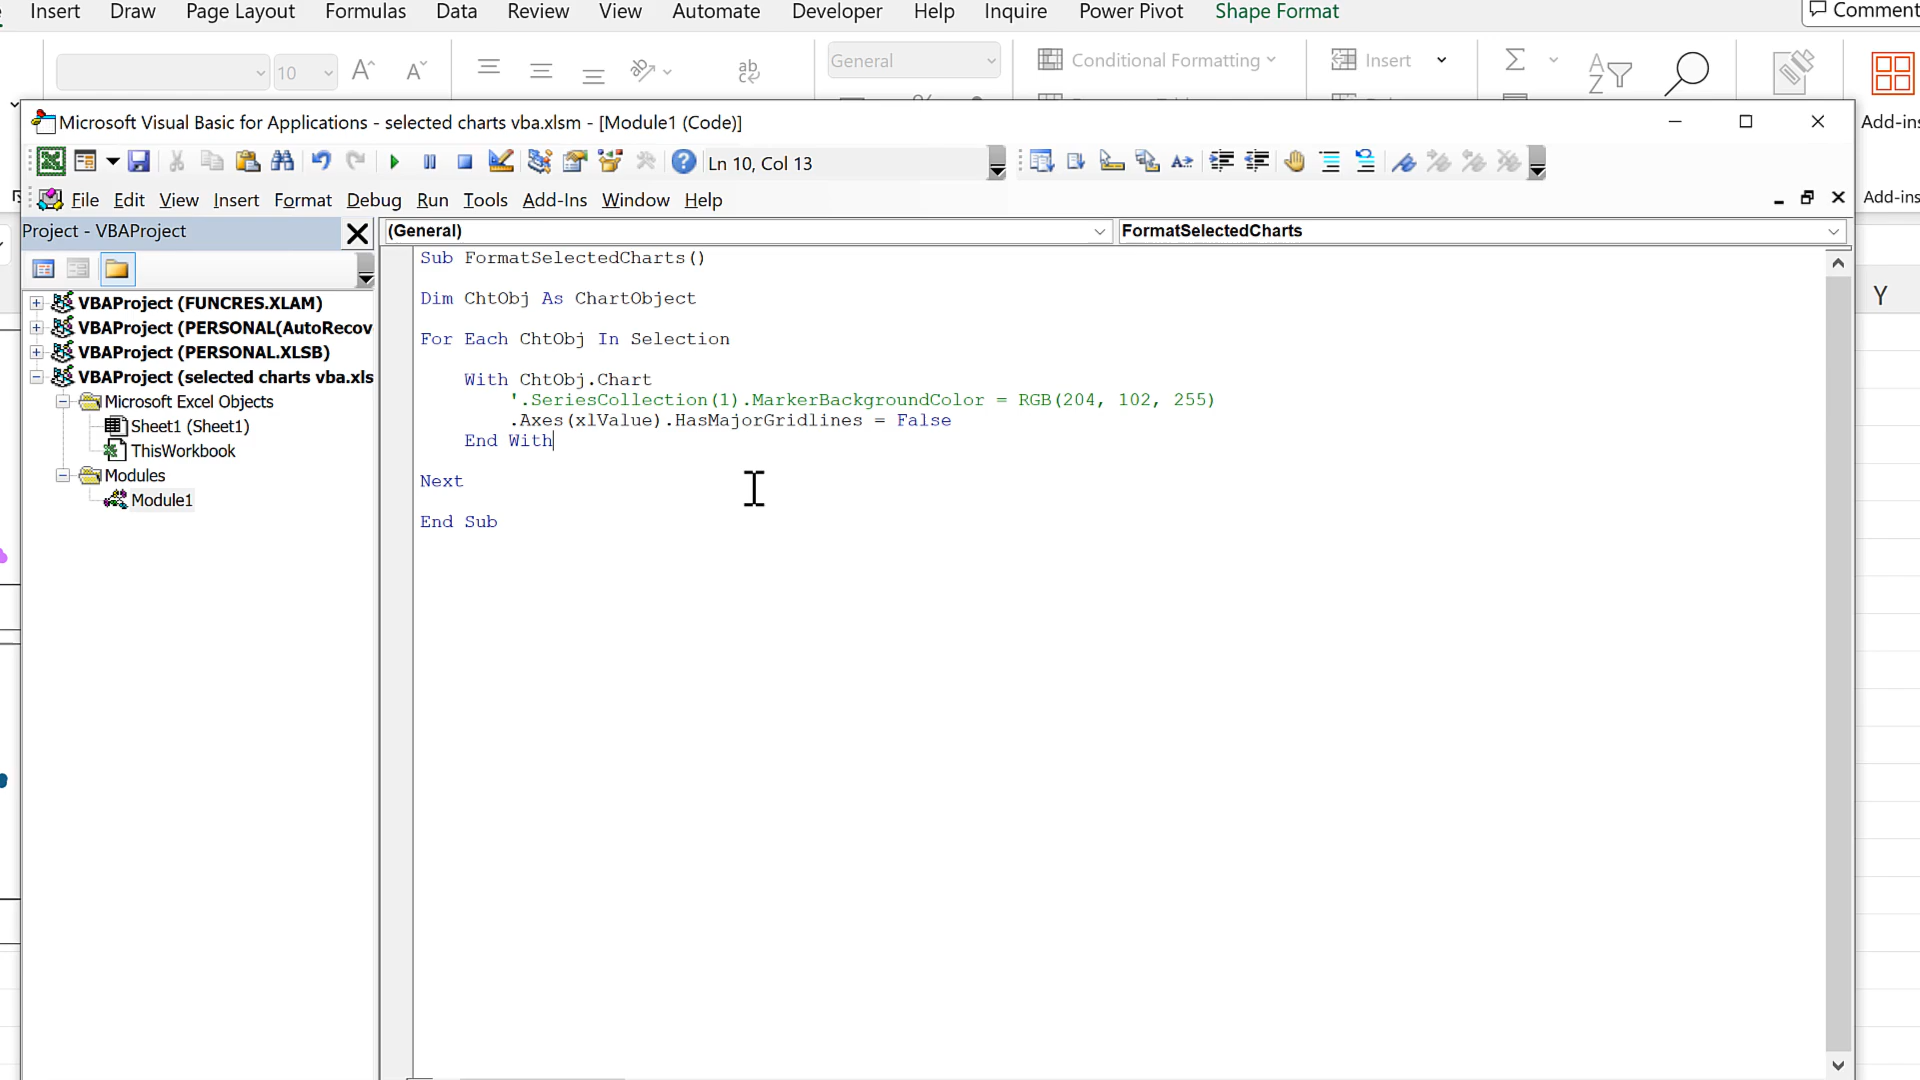 Insert Draw Page Layout Formulas Data Review View Automate Developer Help Inquire Power Pivot Shape Format Comment
10 General Conditional Formatting Insert
Microsoft Visual Basic for Applications - selected charts vba.xlsm - [Module1 (Code)]
Add-ins
Ln 10, Col 13
File Edit View Insert Format Debug Run Tools Add-Ins Window Help
Add-ins
Project - VBAProject
(General) FormatSelectedCharts
VBAProject (FUNCRES.XLAM)
VBAProject (PERSONAL(AutoRecov
VBAProject (PERSONAL.XLSB)
VBAProject (selected charts vba.xls
Microsoft Excel Objects
Sheet1 (Sheet1)
ThisWorkbook
Modules
Module1
Sub FormatSelectedCharts()
Dim ChtObj As ChartObject
For Each ChtObj In Selection
With ChtObj.Chart
'.SeriesCollection(1).MarkerBackgroundColor = RGB(204, 102, 255)
.Axes(xlValue).HasMajorGridlines = False
End With
Next
End Sub
Y